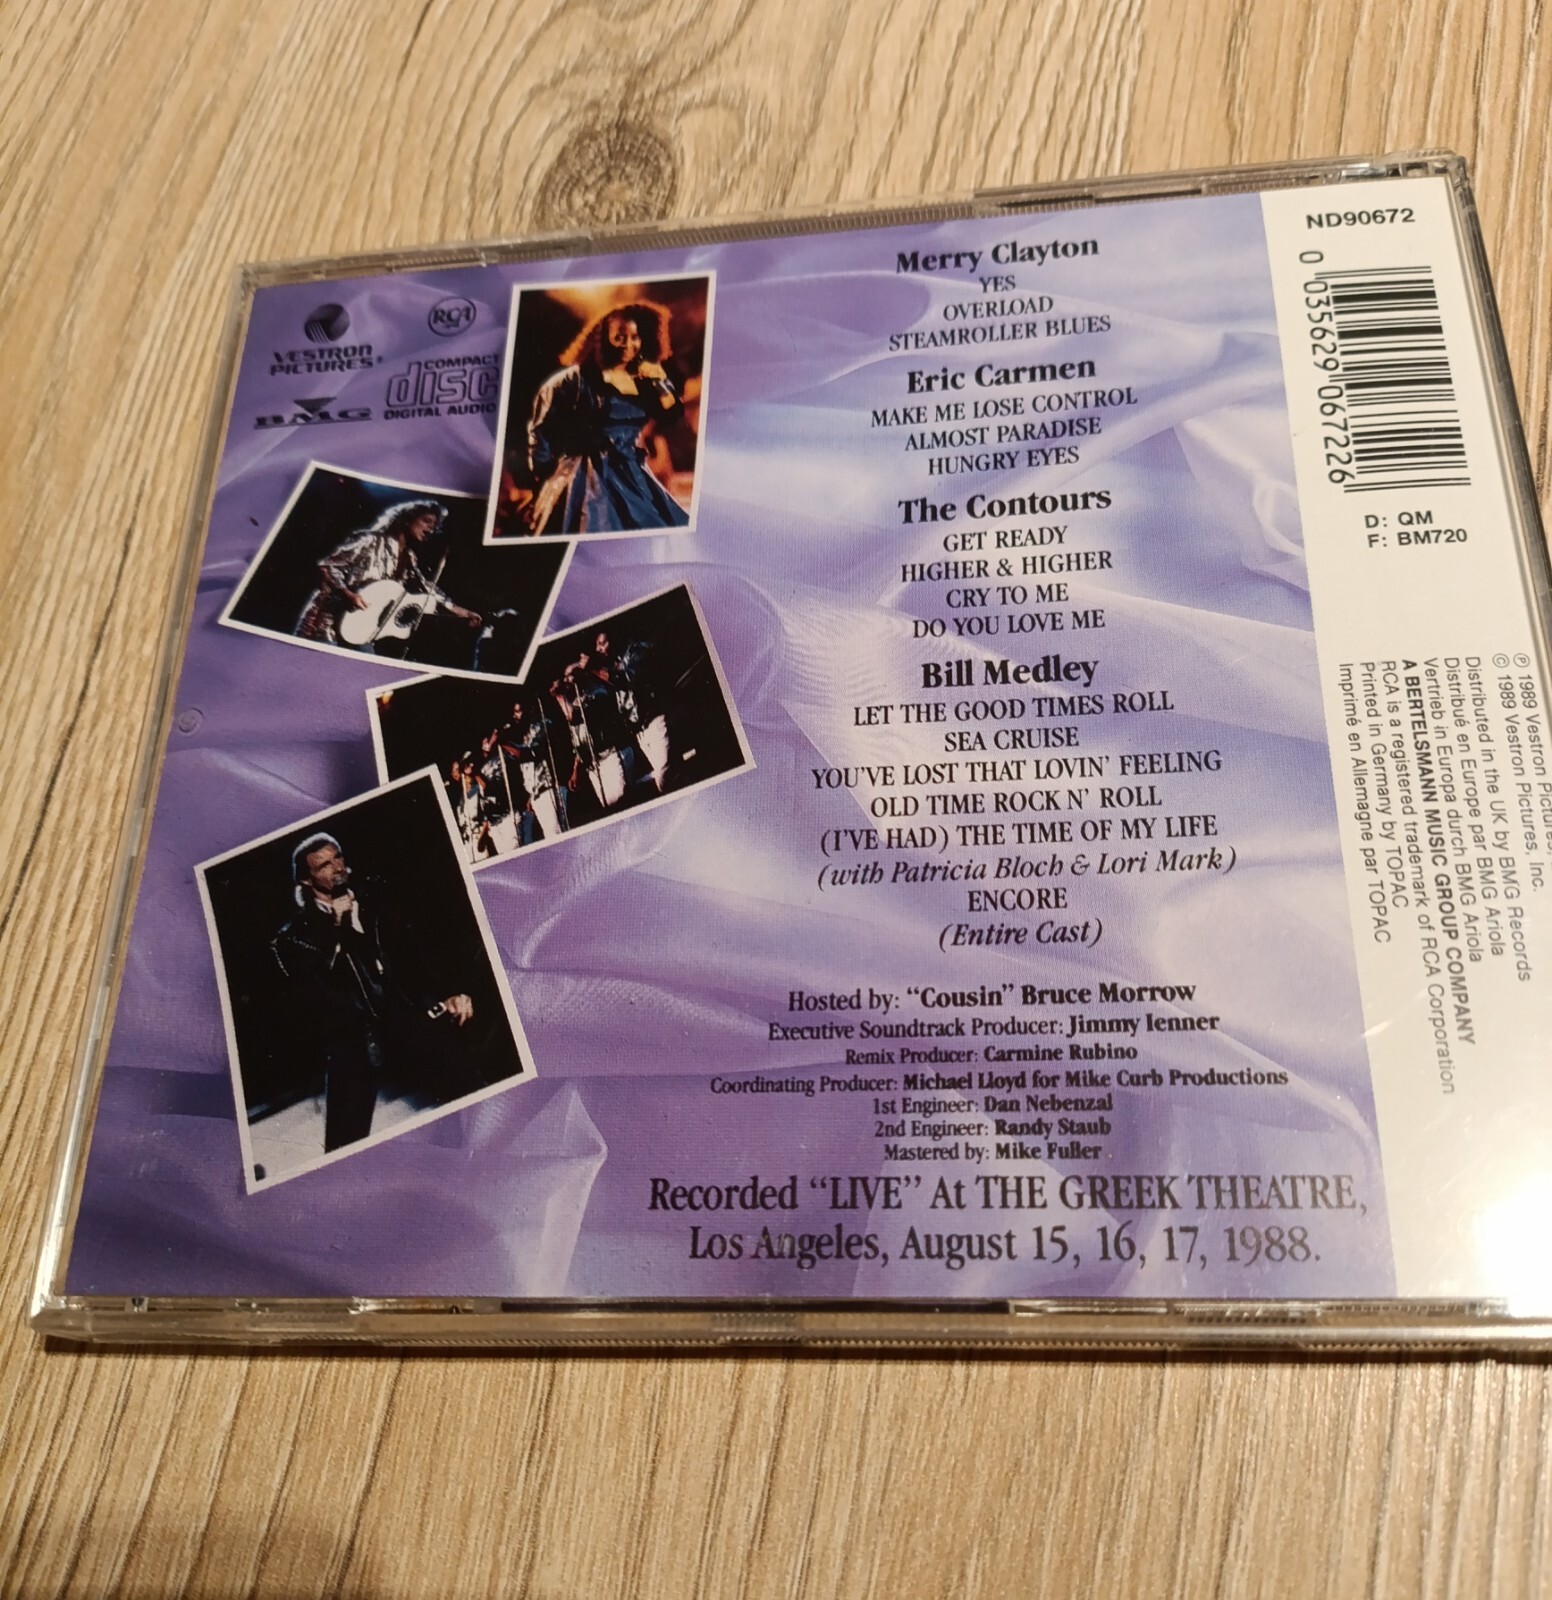 VESTRON
PICTURES®
RCA
BMG
COMPACT
disc
DIGITAL AUDIO
Merry Clayton
YES
OVERLOAD
STEAMROLLER BLUES
Eric Carmen
MAKE ME LOSE CONTROL
ALMOST PARADISE
HUNGRY EYES
The Contours
GET READY
HIGHER & HIGHER
CRY TO ME
DO YOU LOVE ME
Bill Medley
LET THE GOOD TIMES ROLL
SEA CRUISE
YOU'VE LOST THAT LOVIN' FEELING
OLD TIME ROCK N' ROLL
(I'VE HAD) THE TIME OF MY LIFE
(with Patricia Bloch & Lori Mark)
ENCORE
(Entire Cast)
Hosted by: "Cousin" Bruce Morrow
Executive Soundtrack Producer: Jimmy Ienner
Remix Producer: Carmine Rubino
Coordinating Producer: Michael Lloyd for Mike Curb Productions
1st Engineer: Dan Nebenzal
2nd Engineer: Randy Staub
Mastered by: Mike Fuller
Recorded "LIVE" At THE GREEK THEATRE,
Los Angeles, August 15, 16, 17, 1988.
ND90672
0 035629 067226
D: QM
F: BM720
℗ 1989 Vestron Pictures,
© 1989 Vestron Pictures, Inc.
Distributed in the UK by BMG Records
Distribué en Europe par BMG Ariola
Vertrieb in Europa durch BMG Ariola
A BERTELSMANN MUSIC GROUP COMPANY
RCA is a registered trademark of RCA Corporation
Printed in Germany by TOPAC
Imprimé en Allemagne par TOPAC